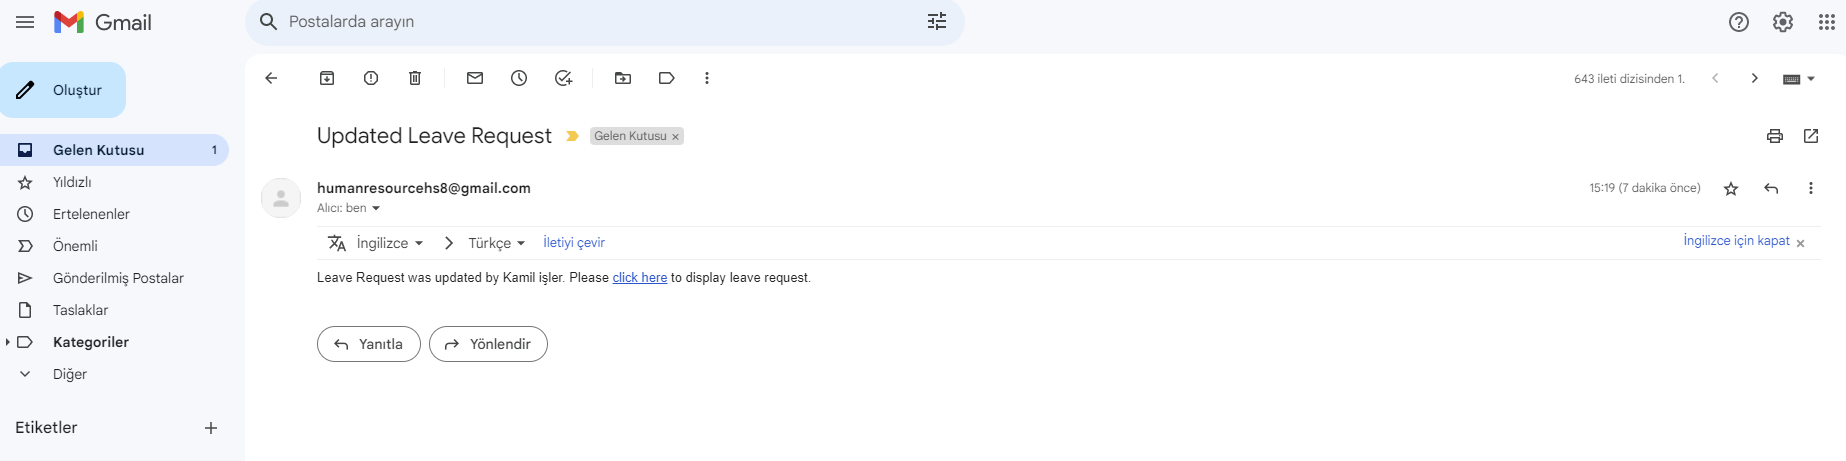 Gmail
Postalarda arayın
Oluştur
643 ileti dizisinden 1.
Gelen Kutusu 1
Yıldızlı
Ertelenenler
Önemli
Gönderilmiş Postalar
Taslaklar
Kategoriler
Diğer
Etiketler
Updated Leave Request Gelen Kutusu x
humanresourcehs8@gmail.com 15:19 (7 dakika önce)
Alıcı: ben
İngilizce Türkçe İletiyi çevir İngilizce için kapat x
Leave Request was updated by Kamil işler. Please click here to display leave request.
Yanıtla Yönlendir